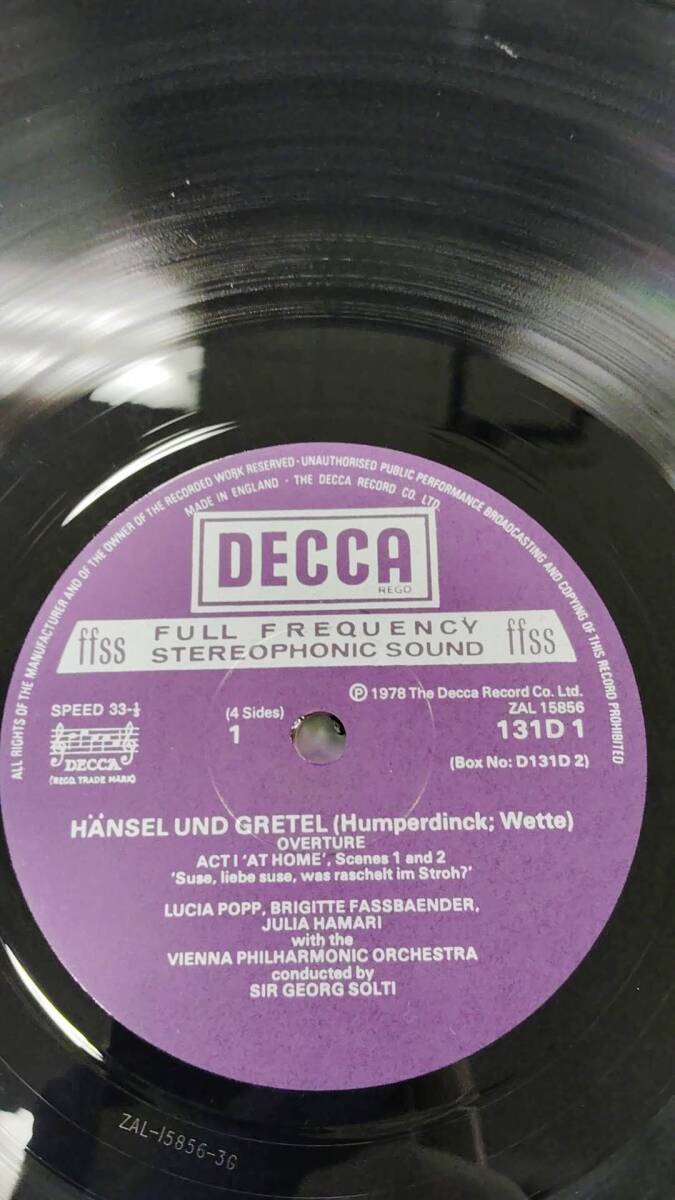 ALL RIGHTS OF THE MANUFACTURER AND OF THE OWNER OF THE RECORDED WORK RESERVED · UNAUTHORISED PUBLIC PERFORMANCE BROADCASTING AND COPYING OF THIS RECORD PROHIBITED
MADE IN ENGLAND · THE DECCA RECORD CO. LTD.
DECCA
REGD
ffss FULL FREQUENCY STEREOPHONIC SOUND ffss
SPEED 33-⅓
(4 Sides)
1
℗ 1978 The Decca Record Co. Ltd.
ZAL 15856
131D 1
(Box No: D131D 2)
DECCA
(REGD. TRADE MARK)
HÄNSEL UND GRETEL (Humperdinck; Wette)
OVERTURE
ACT I 'AT HOME', Scenes 1 and 2
'Suse, liebe suse, was raschelt im Stroh?'
LUCIA POPP, BRIGITTE FASSBAENDER,
JULIA HAMARI
with the
VIENNA PHILHARMONIC ORCHESTRA
conducted by
SIR GEORG SOLTI
ZAL-15856-3G